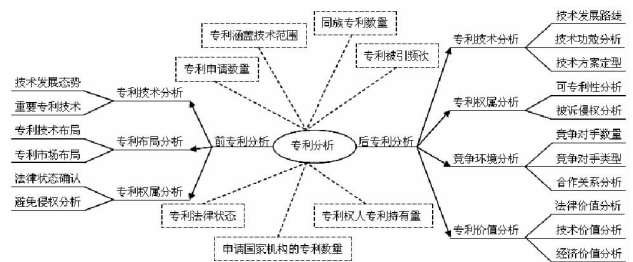 专利涵盖技术范围
同族专利数量
专利申请数量
专利被引频次
技术发展态势
重要专利技术
专利技术分析
专利技术布局
专利市场布局
专利布局分析
法律状态确认
避免侵权分析
专利权属分析
前专利分析
专利分析
后专利分析
专利法律状态
专利权人专利持有量
申请国家机构的专利数量
专利技术分析
技术发展路线
技术功效分析
技术方案定型
专利权属分析
可专利性分析
被诉侵权分析
竞争环境分析
竞争对手数量
竞争对手类型
合作关系分析
专利价值分析
法律价值分析
技术价值分析
经济价值分析